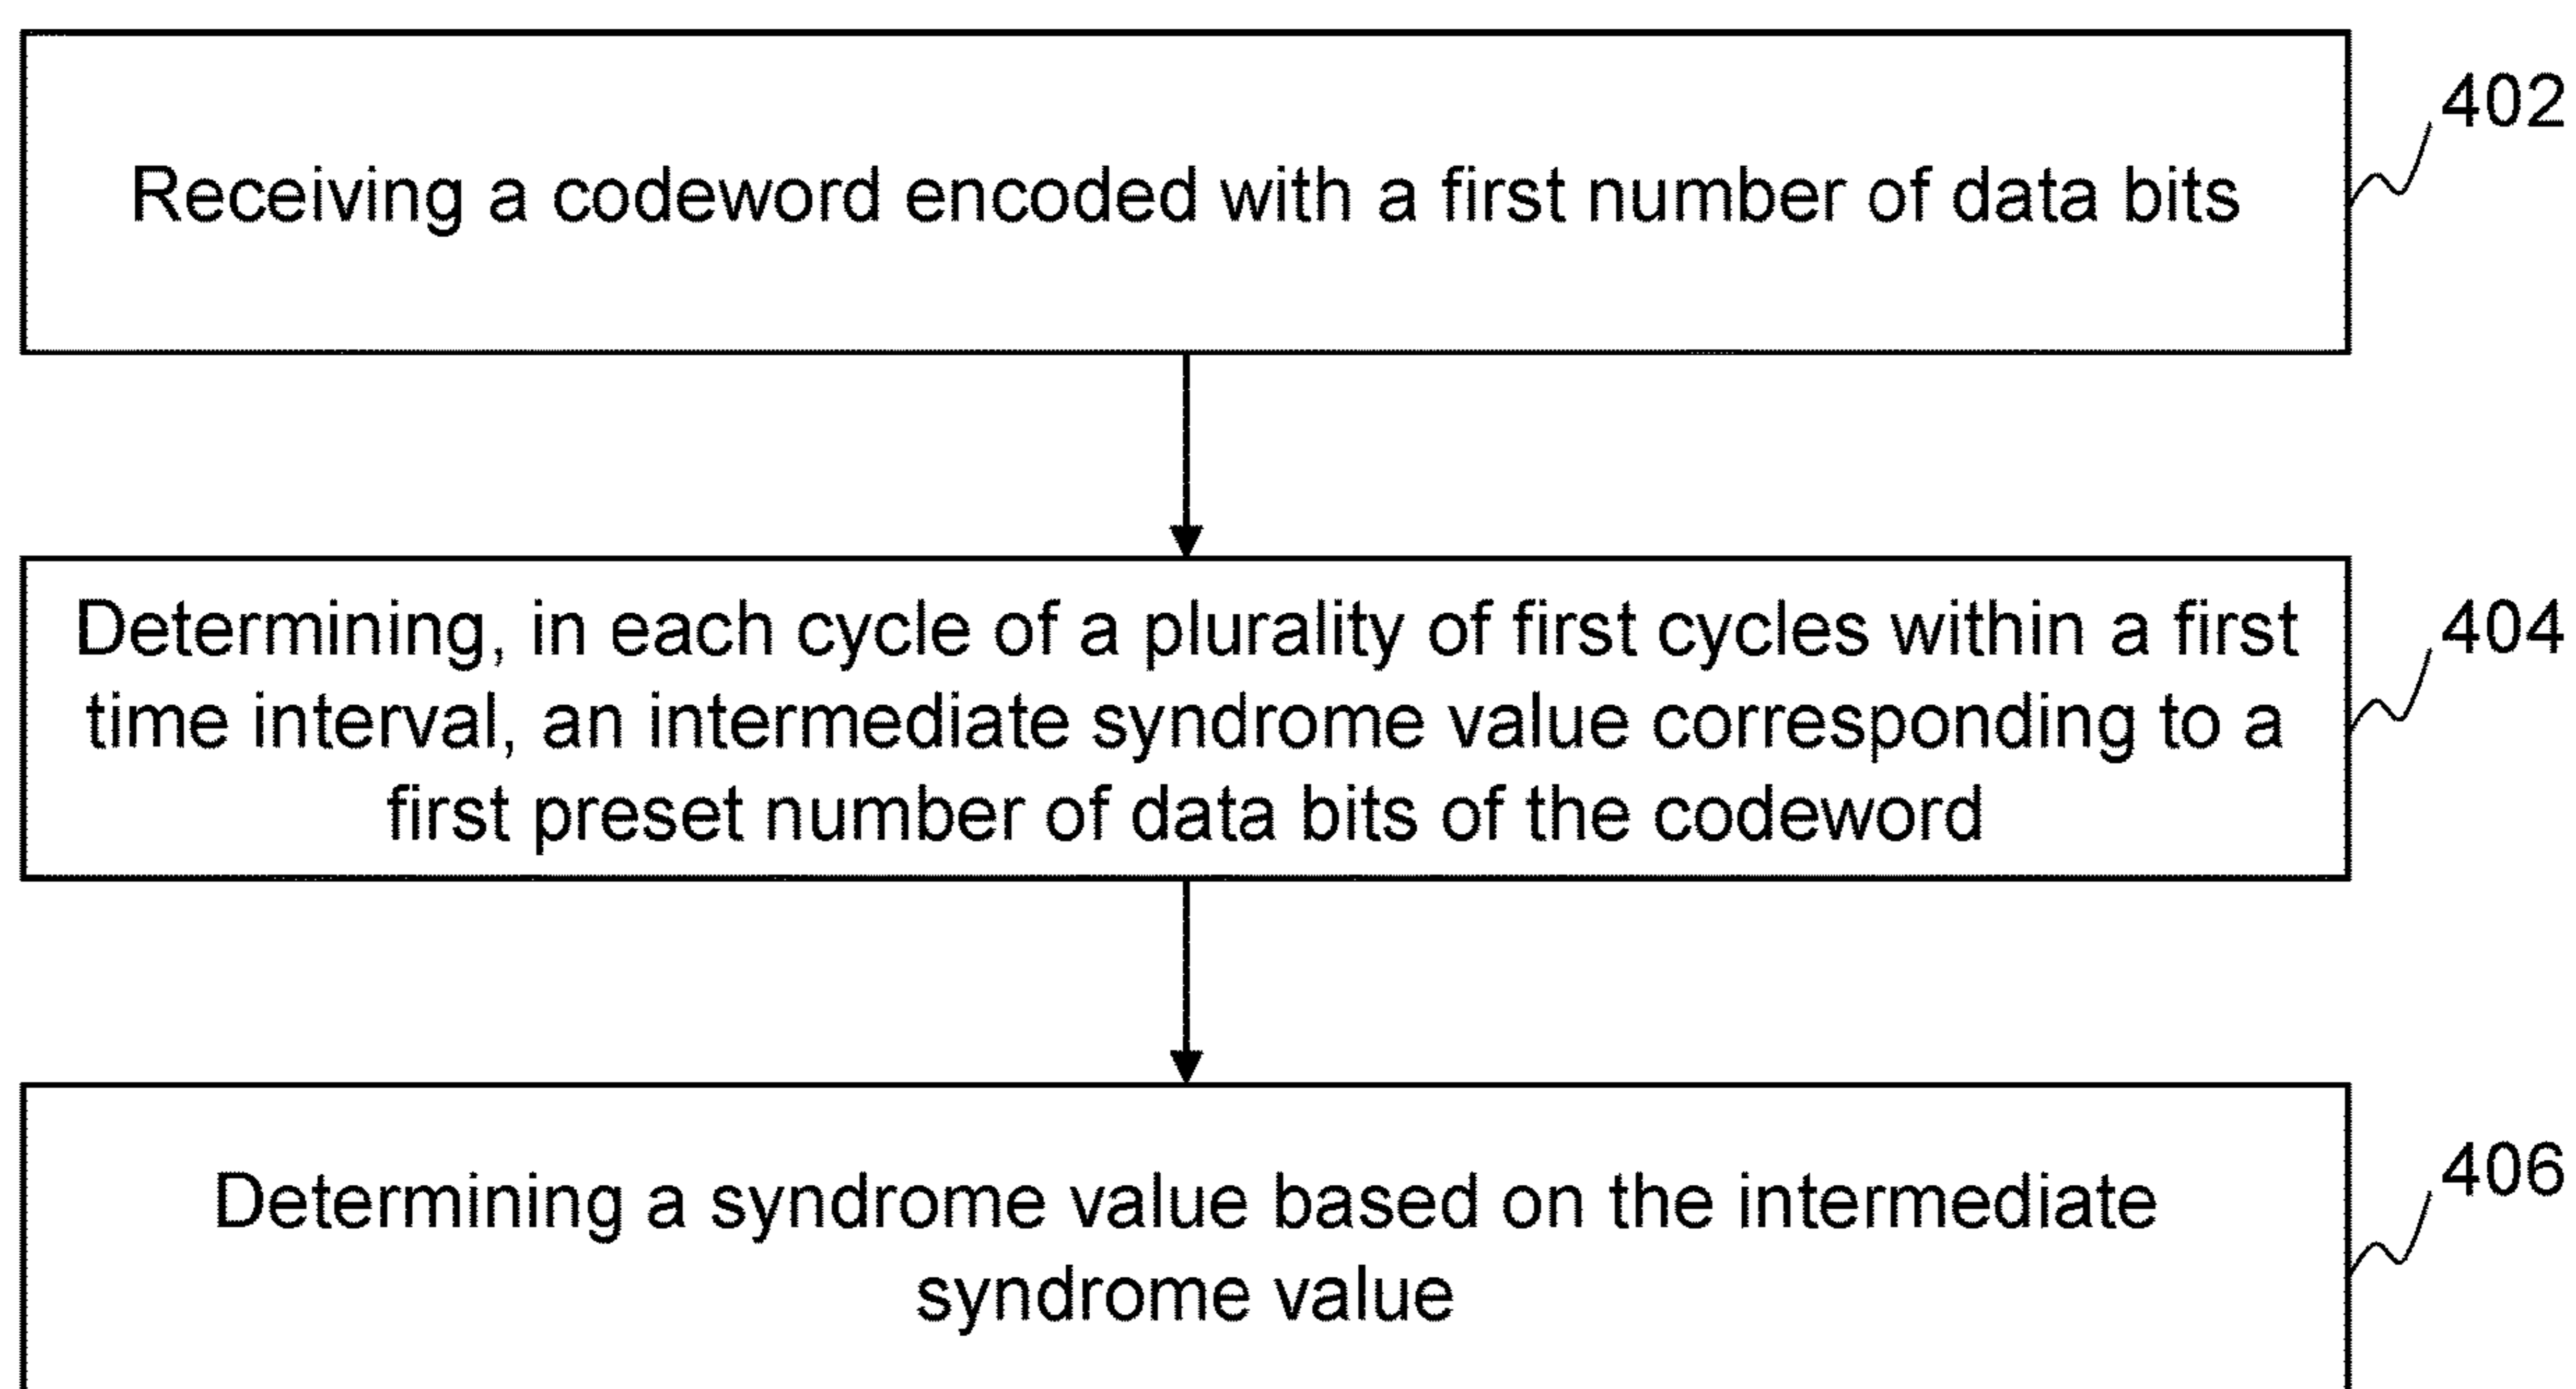 402
Receiving a codeword encoded with a first number of data bits
404
Determining, in each cycle of a plurality of first cycles within a first
time interval, an intermediate syndrome value corresponding to a
first preset number of data bits of the codeword
406
Determining a syndrome value based on the intermediate
syndrome value